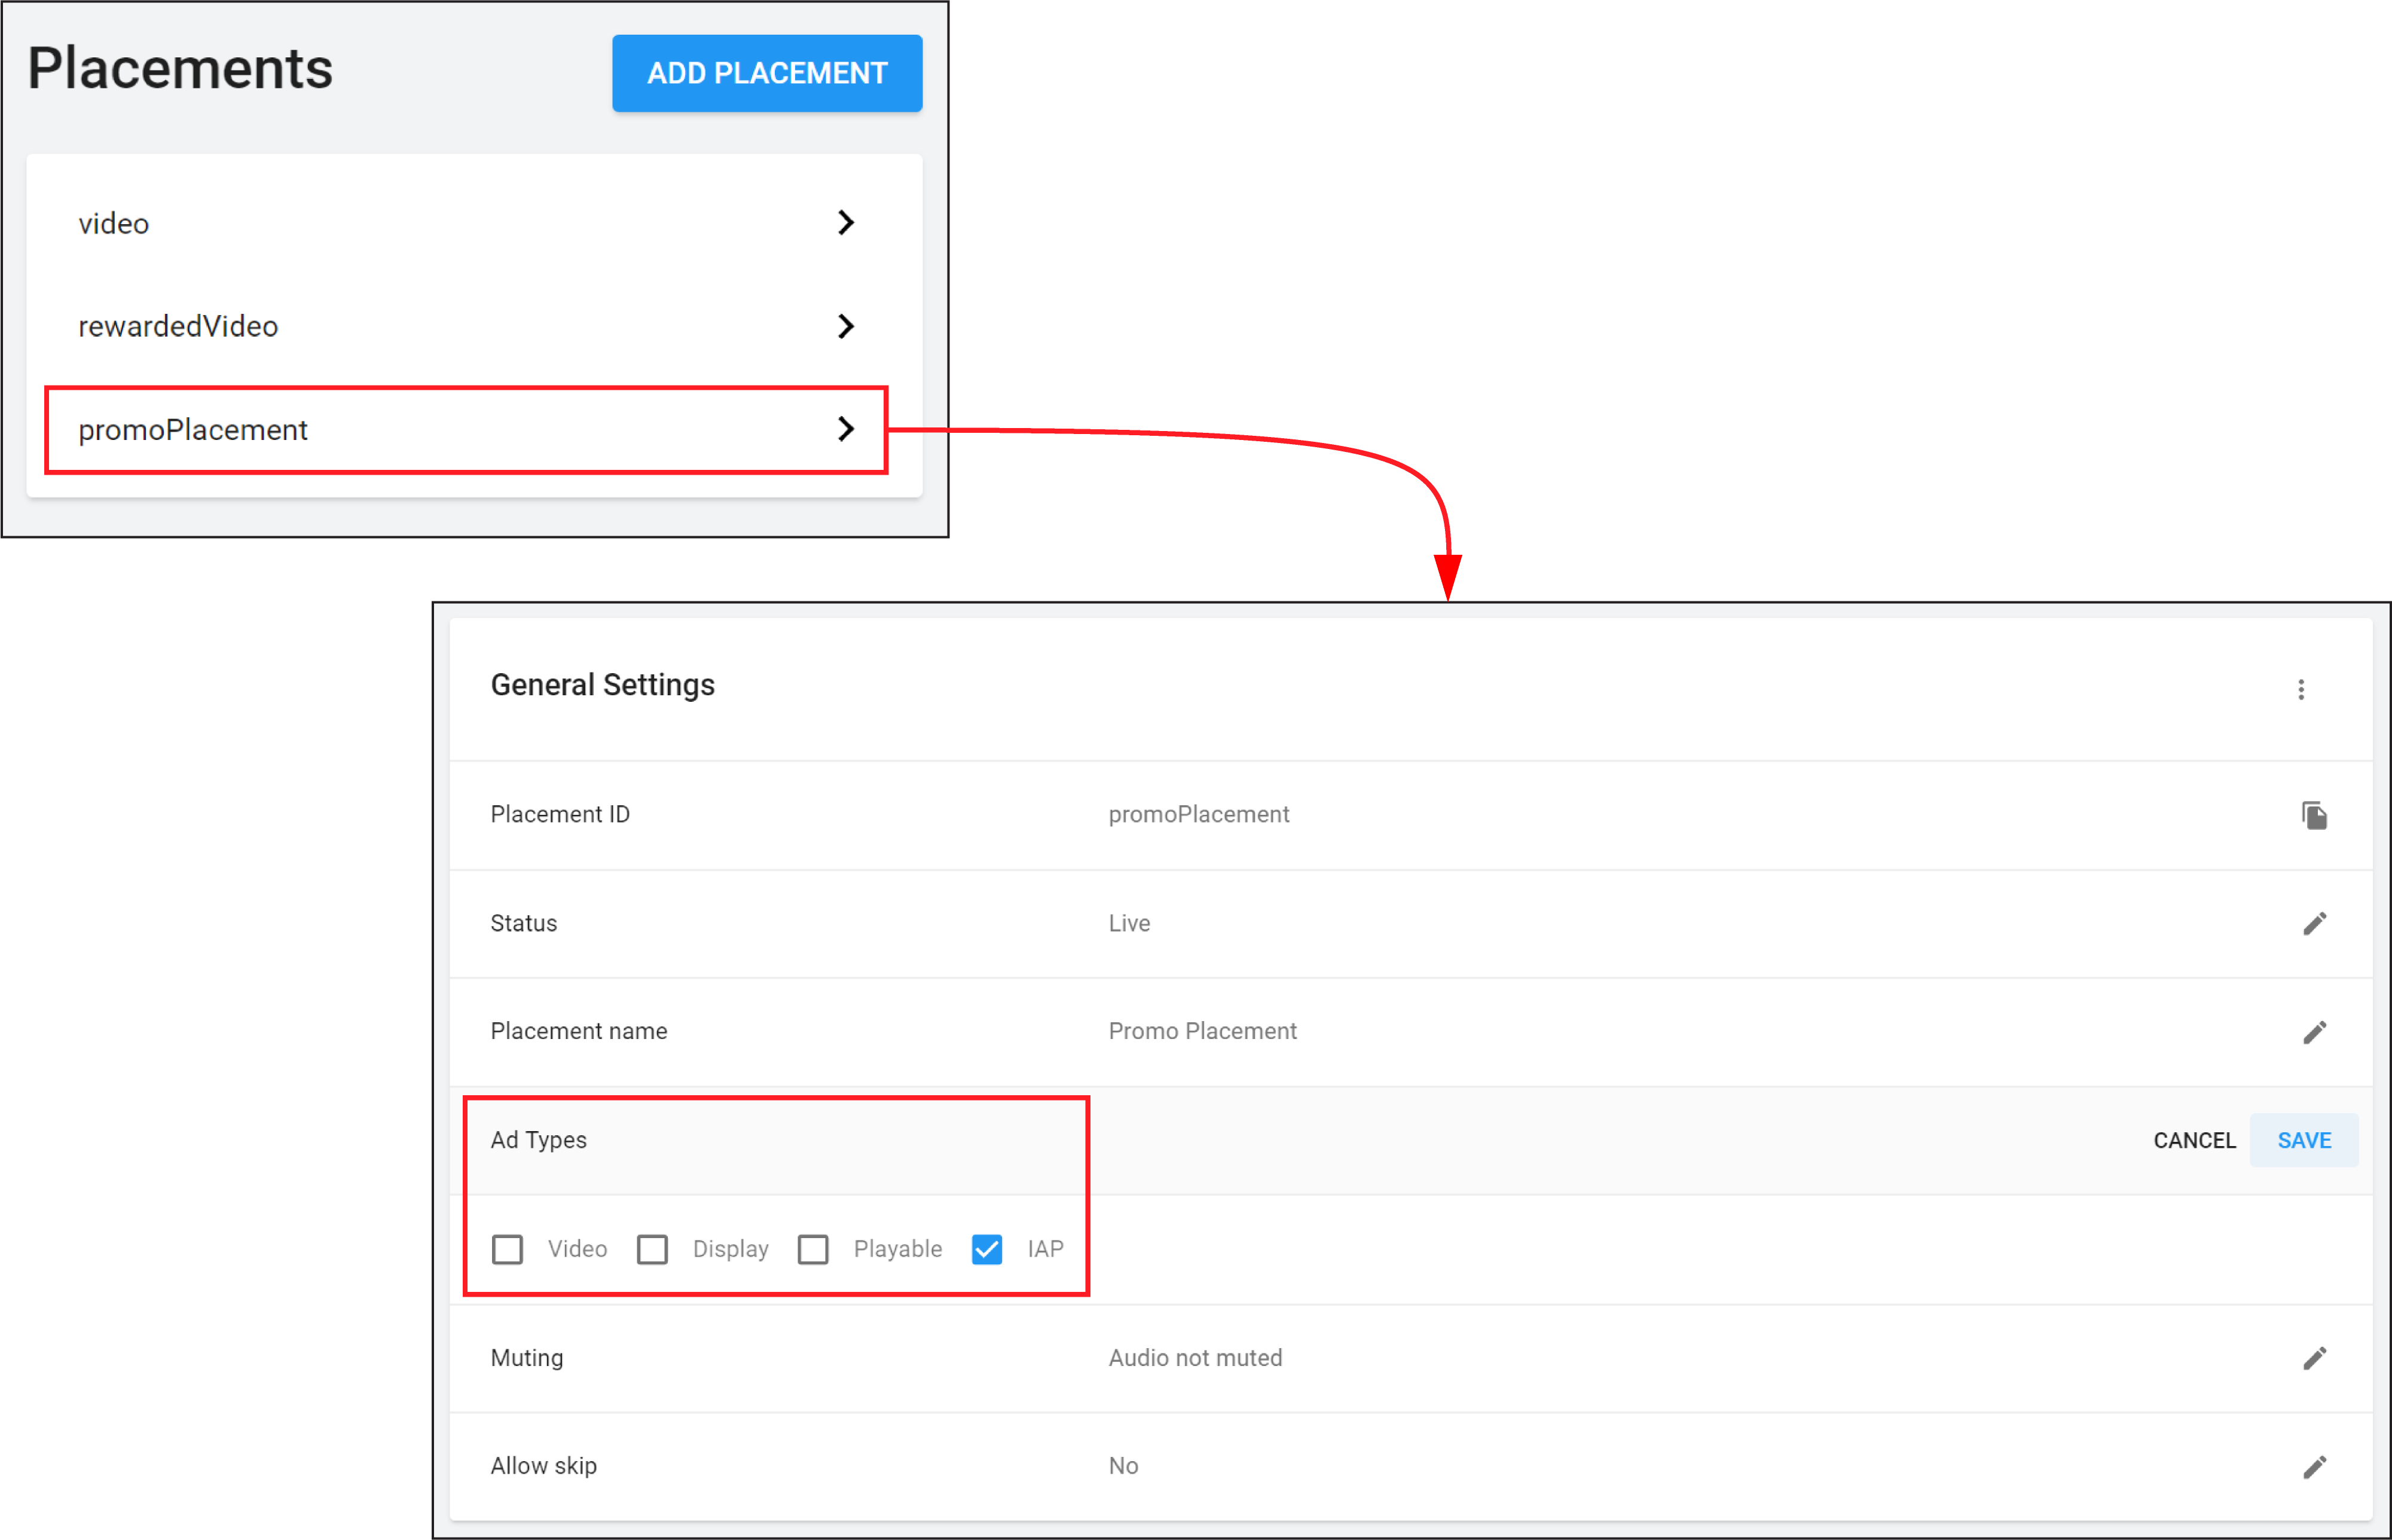 Placements
ADD PLACEMENT
video
rewardedVideo
promoPlacement
General Settings
Placement ID promoPlacement
Status Live
Placement name Promo Placement
Ad Types CANCEL SAVE
Video Display Playable IAP
Muting Audio not muted
Allow skip No